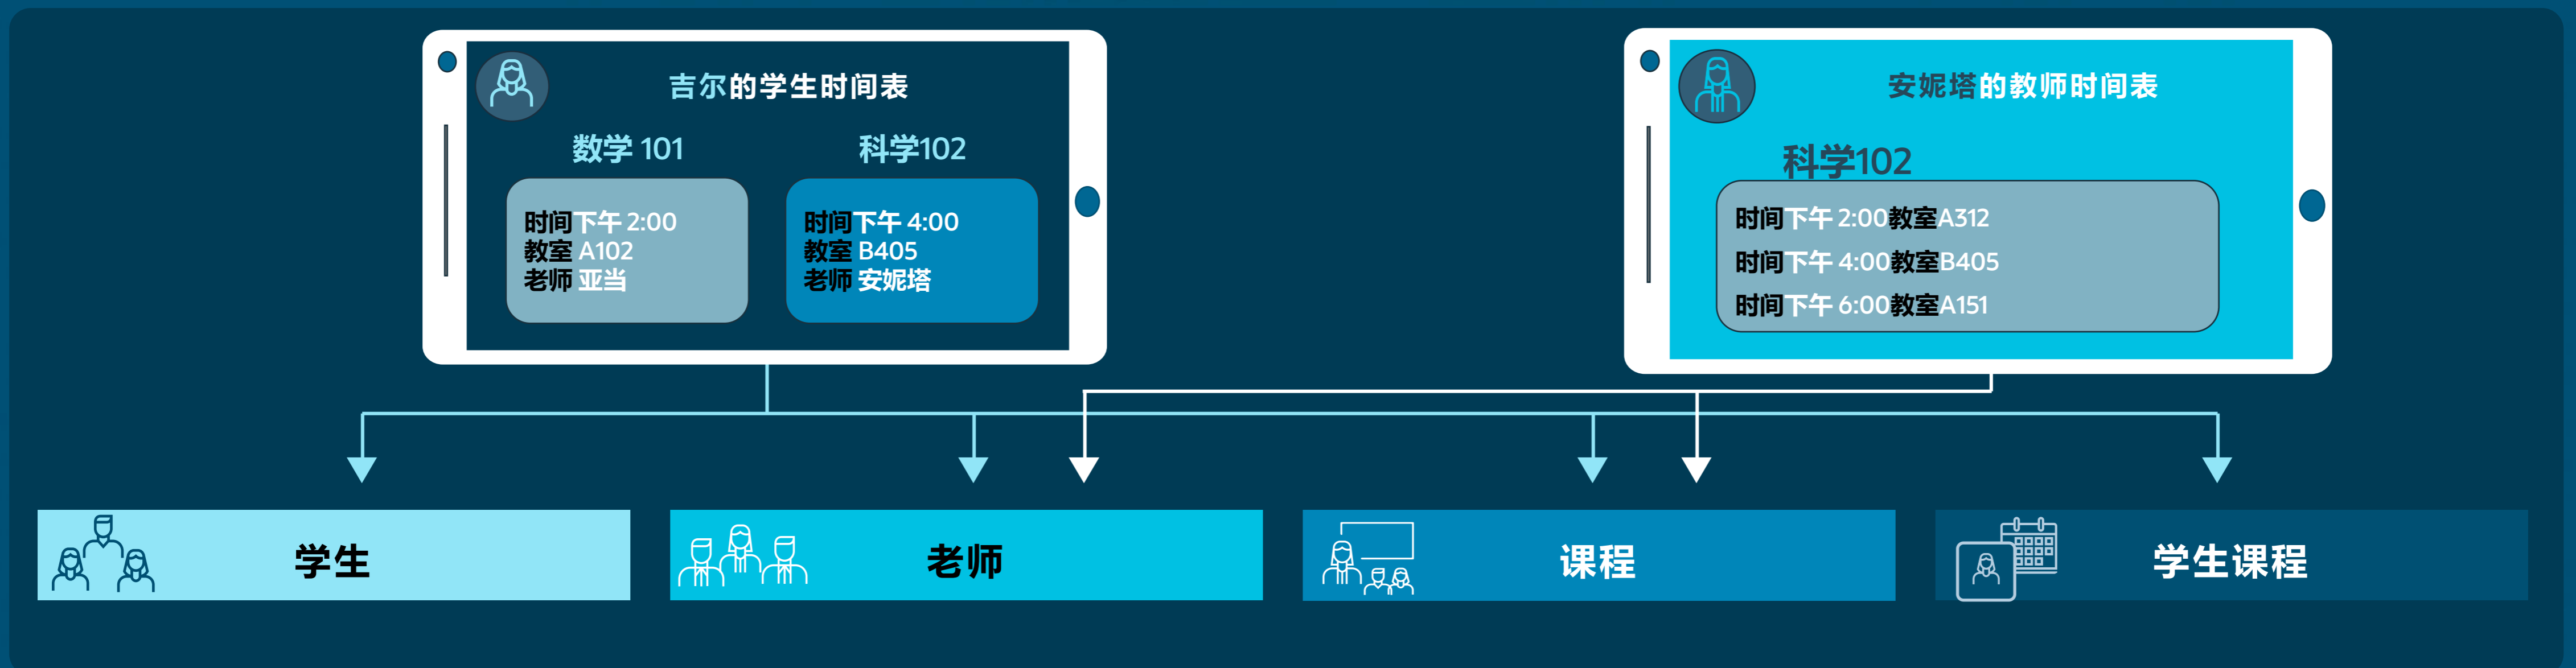 吉尔的学生时间表
数学 101
时间下午 2:00
教室 A102
老师 亚当
科学102
时间下午 4:00
教室 B405
老师 安妮塔
安妮塔的教师时间表
科学102
时间下午 2:00教室A312
时间下午 4:00教室B405
时间下午 6:00教室A151
学生
老师
课程
学生课程